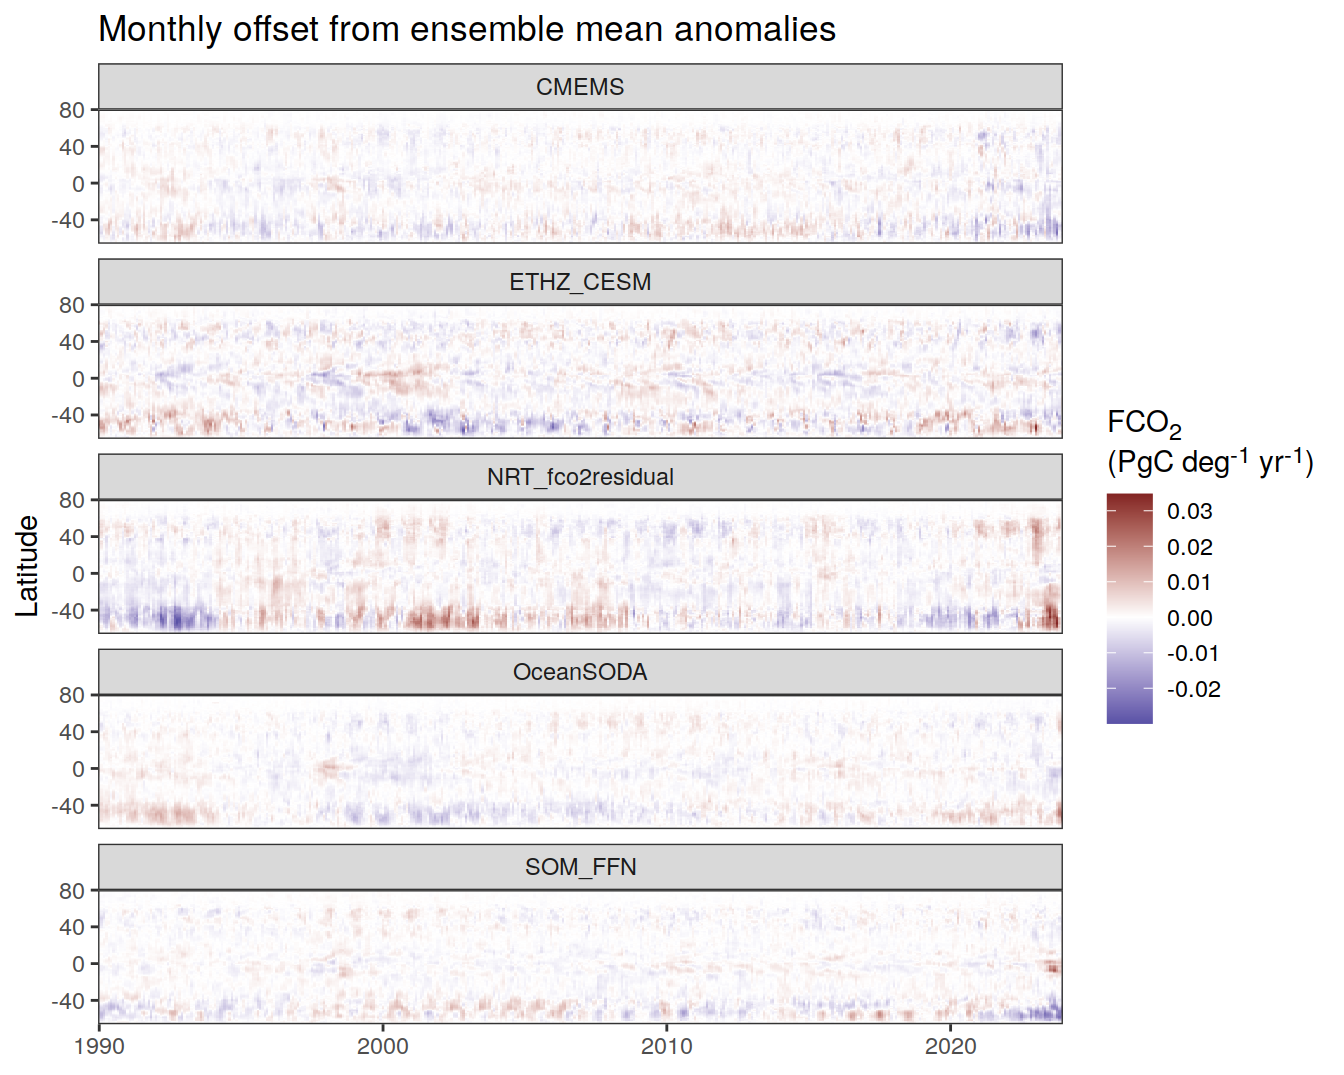 Monthly offset from ensemble mean anomalies
CMEMS
80
40
0
-40
ETHZ_CESM
80
40
0
-40
NRT_fco2residual
80
40
0
-40
OceanSODA
80
40
0
-40
SOM_FFN
80
40
0
-40
1990 2000 2010 2020
Latitude
FCO₂
(PgC deg⁻¹ yr⁻¹)
0.03
0.02
0.01
0.00
-0.01
-0.02